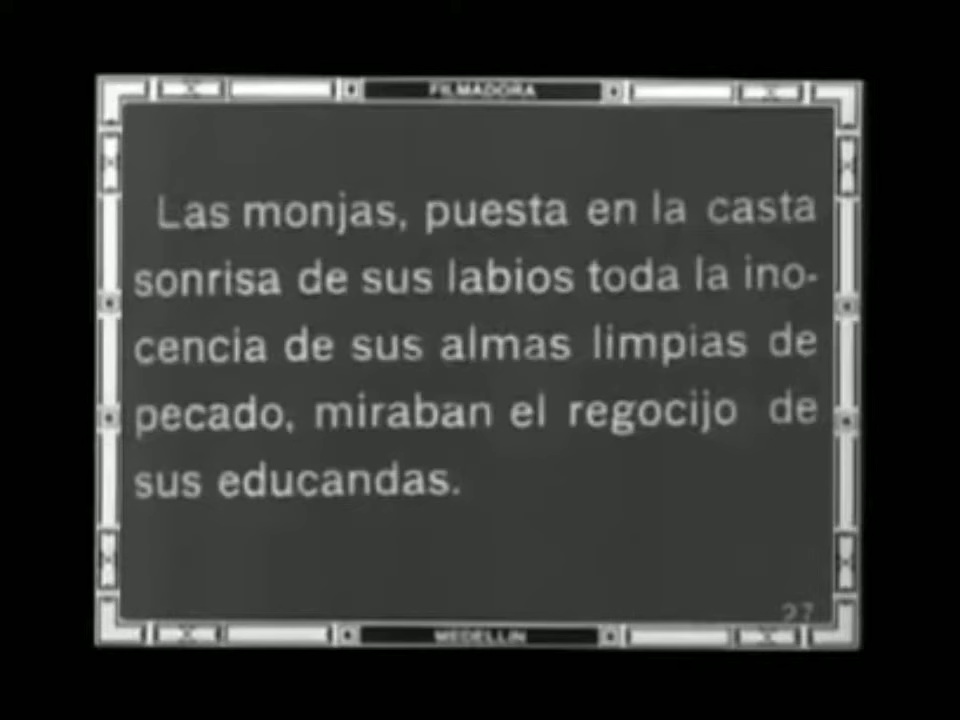 FILMADORA
Las monjas, puesta en la casta
sonrisa de sus labios toda la ino-
cencia de sus almas limpias de
pecado, miraban el regocijo de
sus educandas.
27
MEDELLIN